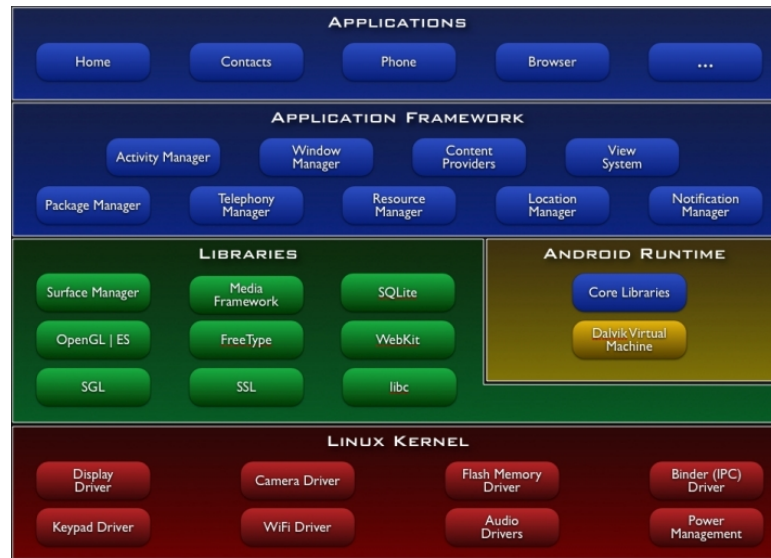 APPLICATIONS
Home
Contacts
Phone
Browser
...
APPLICATION FRAMEWORK
Activity Manager
Window
Manager
Content
Providers
View
System
Package Manager
Telephony
Manager
Resource
Manager
Location
Manager
Notification
Manager
LIBRARIES
Surface Manager
Media
Framework
SQLite
OpenGL | ES
FreeType
WebKit
SGL
SSL
libc
ANDROID RUNTIME
Core Libraries
Dalvik Virtual
Machine
LINUX KERNEL
Display
Driver
Camera Driver
Flash Memory
Driver
Binder (IPC)
Driver
Keypad Driver
WiFi Driver
Audio
Drivers
Power
Management